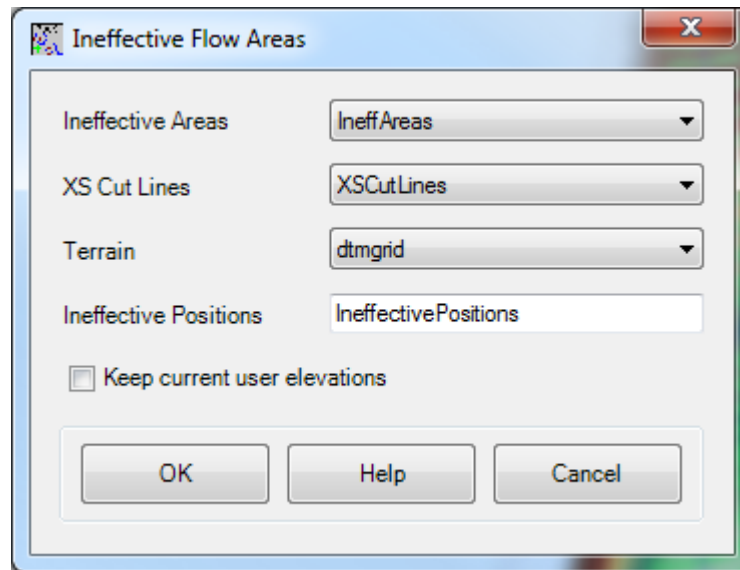 Ineffective Flow Areas
Ineffective Areas IneffAreas
XS Cut Lines XSCutLines
Terrain dtmgrid
Ineffective Positions IneffectivePositions
Keep current user elevations
OK Help Cancel